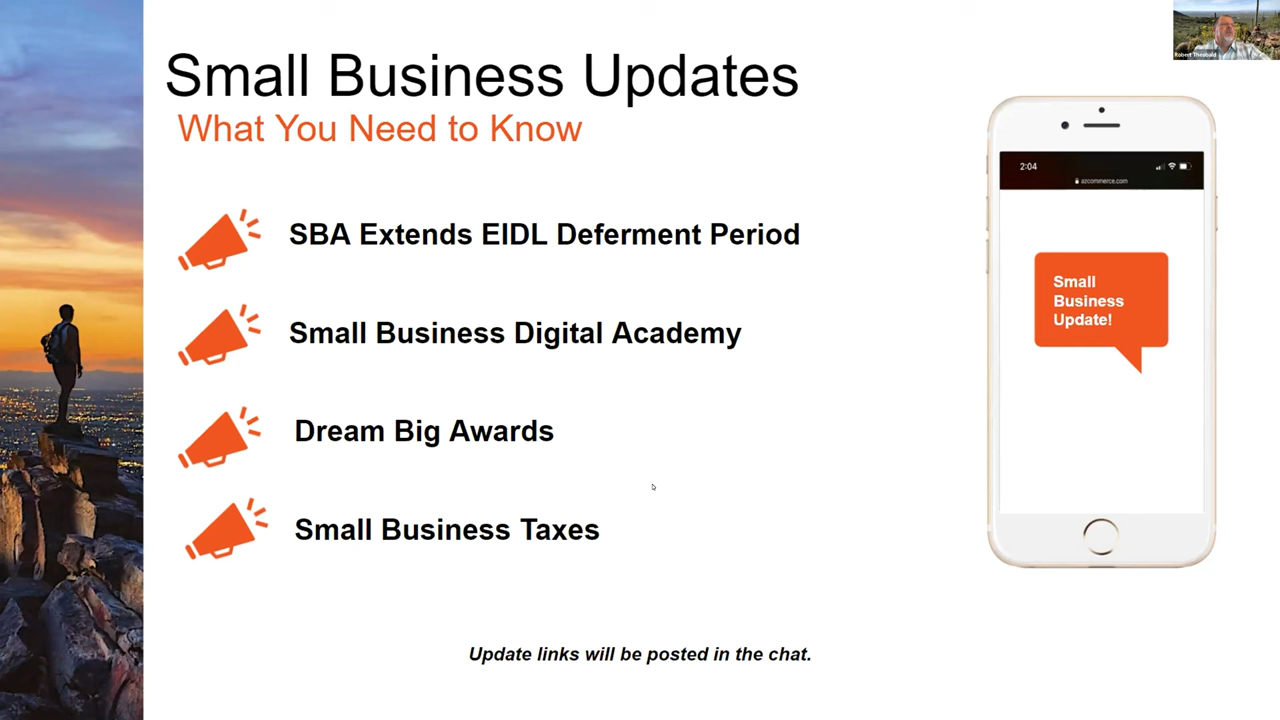 Small Business Updates
What You Need to Know
SBA Extends EIDL Deferment Period
Small Business Digital Academy
Dream Big Awards
Small Business Taxes
Update links will be posted in the chat.
Robert Theobald
2:04
azcommerce.com
Small
Business
Update!